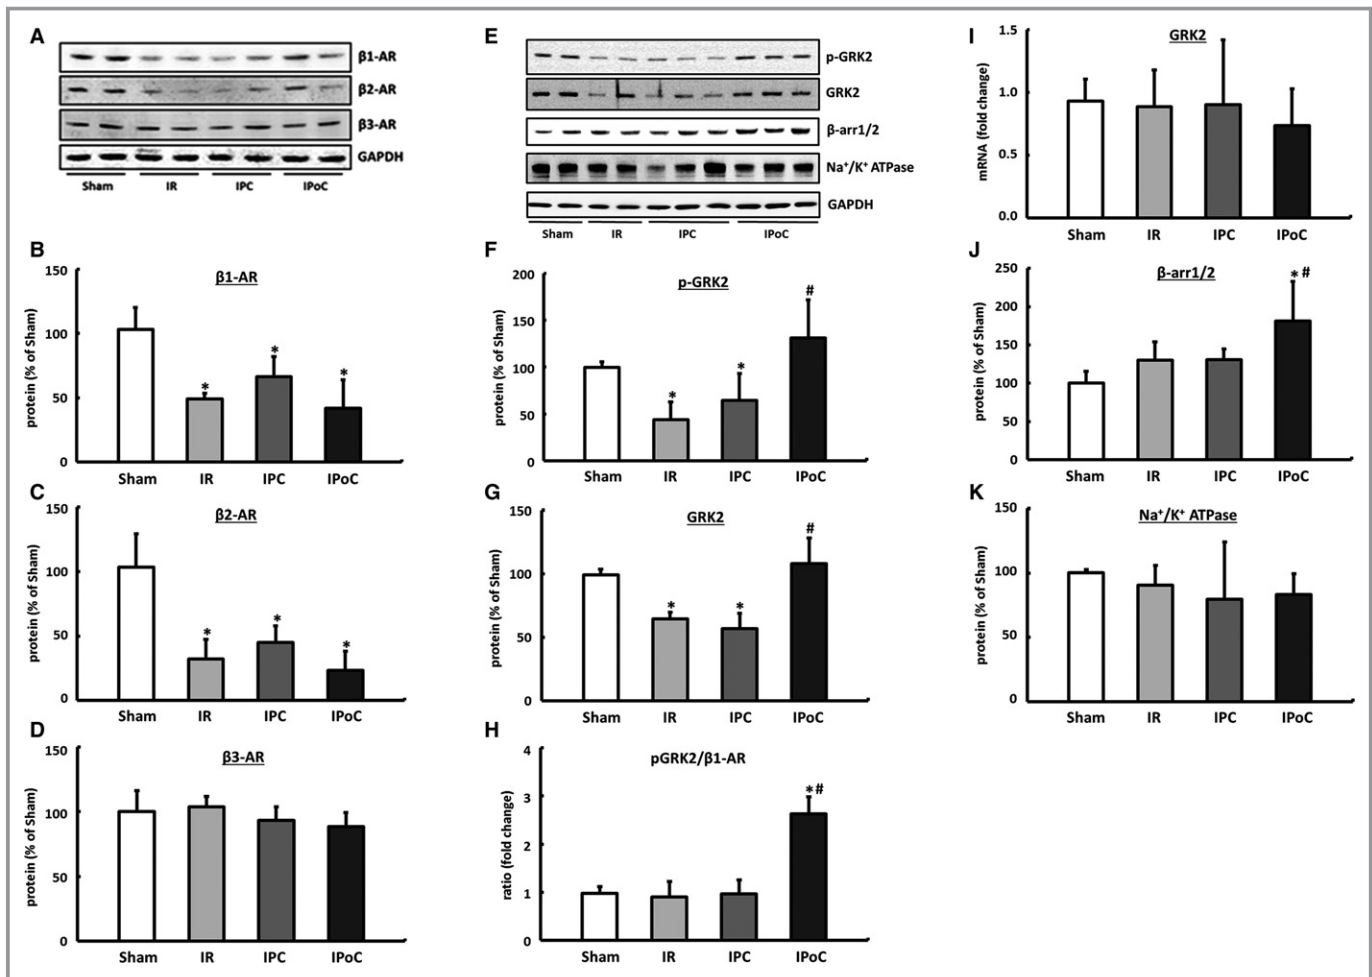 A
β1-AR
β2-AR
β3-AR
GAPDH
Sham IR IPC IPoC
B
β1-AR
protein (% of Sham)
150
100
50
0
* * *
Sham IR IPC IPoC
C
β2-AR
protein (% of Sham)
150
100
50
0
* * *
Sham IR IPC IPoC
D
β3-AR
protein (% of Sham)
150
100
50
0
Sham IR IPC IPoC
E
p-GRK2
GRK2
β-arr1/2
Na⁺/K⁺ ATPase
GAPDH
Sham IR IPC IPoC
F
p-GRK2
protein (% of Sham)
200
150
100
50
0
* * #
Sham IR IPC IPoC
G
GRK2
protein (% of Sham)
150
100
50
0
* * #
Sham IR IPC IPoC
H
pGRK2/β1-AR
ratio (fold change)
4
3
2
1
0
*#
Sham IR IPC IPoC
I
GRK2
mRNA (fold change)
1.5
1.0
0.5
0.0
Sham IR IPC IPoC
J
β-arr1/2
protein (% of Sham)
250
200
150
100
50
0
*#
Sham IR IPC IPoC
K
Na⁺/K⁺ ATPase
protein (% of Sham)
150
100
50
0
Sham IR IPC IPoC